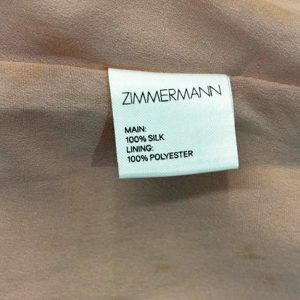 ZIMMERMANN
MAIN:
100% SILK
LINING:
100% POLYESTER